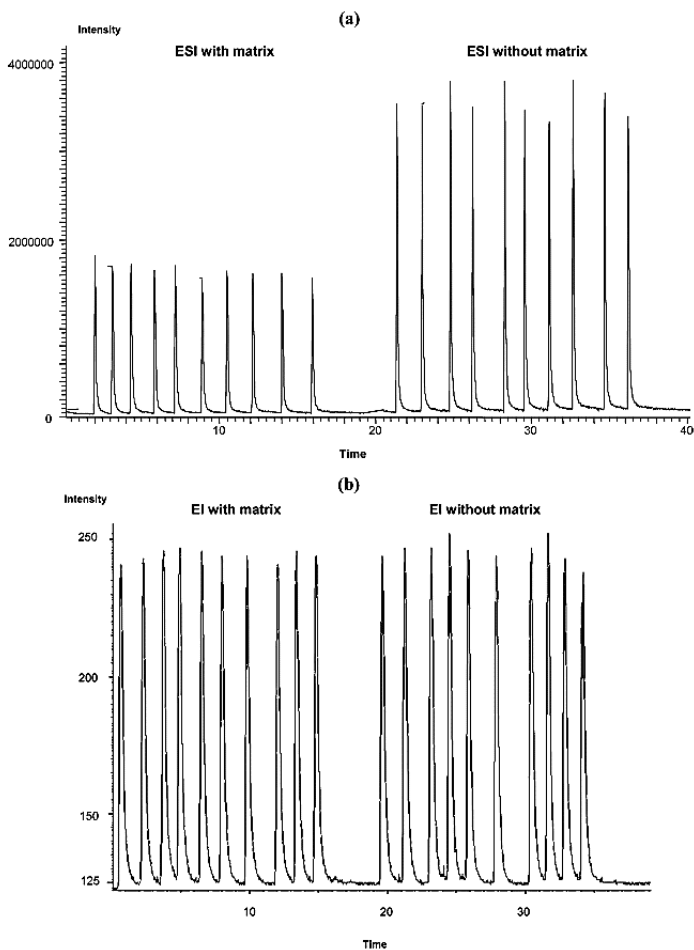 (a)
Intensity
ESI with matrix ESI without matrix
4000000
2000000
0
10 20 30 40
Time
(b)
Intensity
EI with matrix EI without matrix
250
200
150
125
10 20 30
Time